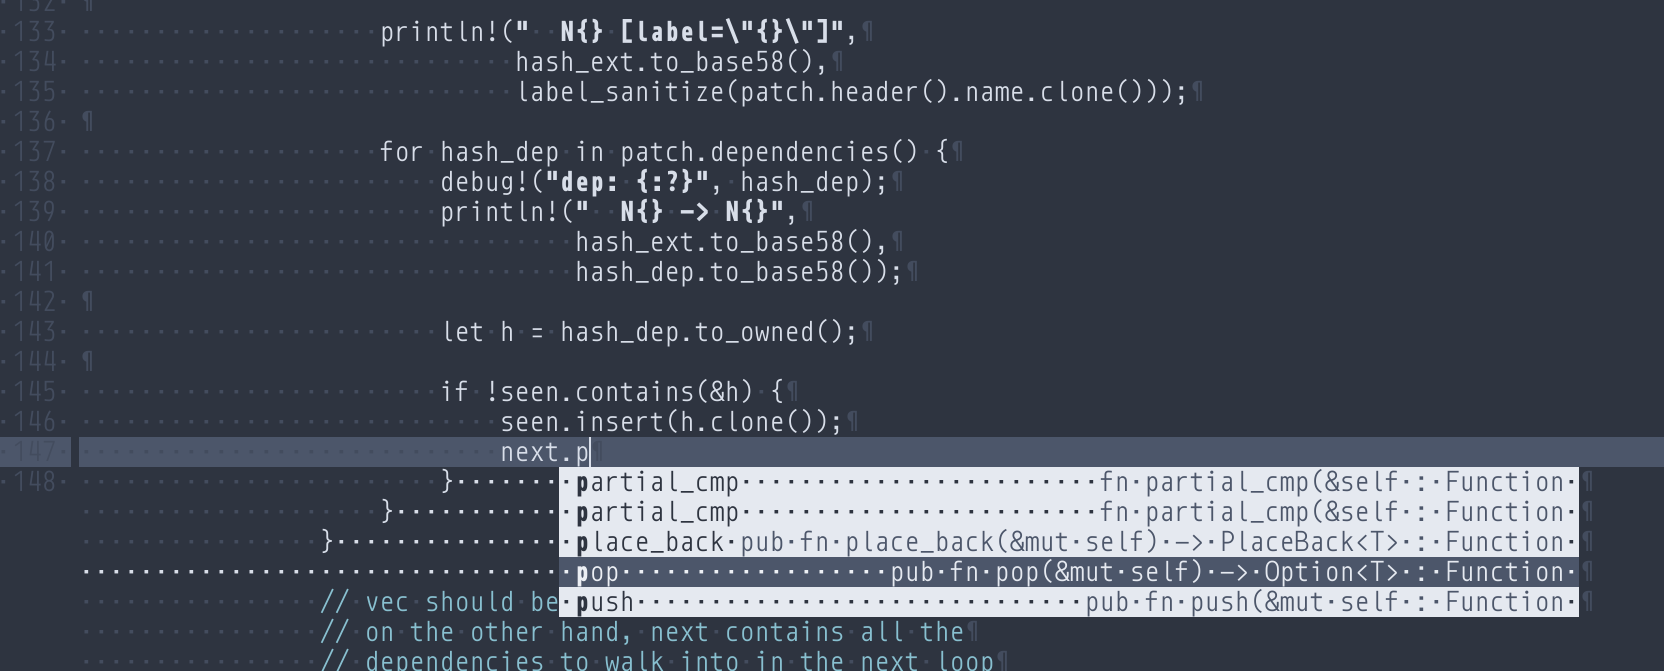 132
133 println!("  N{} [label=\"{}\"]",¶
134 hash_ext.to_base58(),¶
135 label_sanitize(patch.header().name.clone()));¶
136 ¶
137 for hash_dep in patch.dependencies() {¶
138 debug!("dep: {:?}", hash_dep);¶
139 println!("  N{} -> N{}",¶
140 hash_ext.to_base58(),¶
141 hash_dep.to_base58());¶
142 ¶
143 let h = hash_dep.to_owned();¶
144 ¶
145 if !seen.contains(&h) {¶
146 seen.insert(h.clone());¶
147 next.p¶
148 } partial_cmp fn partial_cmp(&self : Function ¶
} partial_cmp fn partial_cmp(&self : Function ¶
} place_back pub fn place_back(&mut self) -> PlaceBack<T> : Function ¶
pop pub fn pop(&mut self) -> Option<T> : Function ¶
// vec should be push pub fn push(&mut self : Function ¶
// on the other hand, next contains all the¶
// dependencies to walk into in the next loop¶